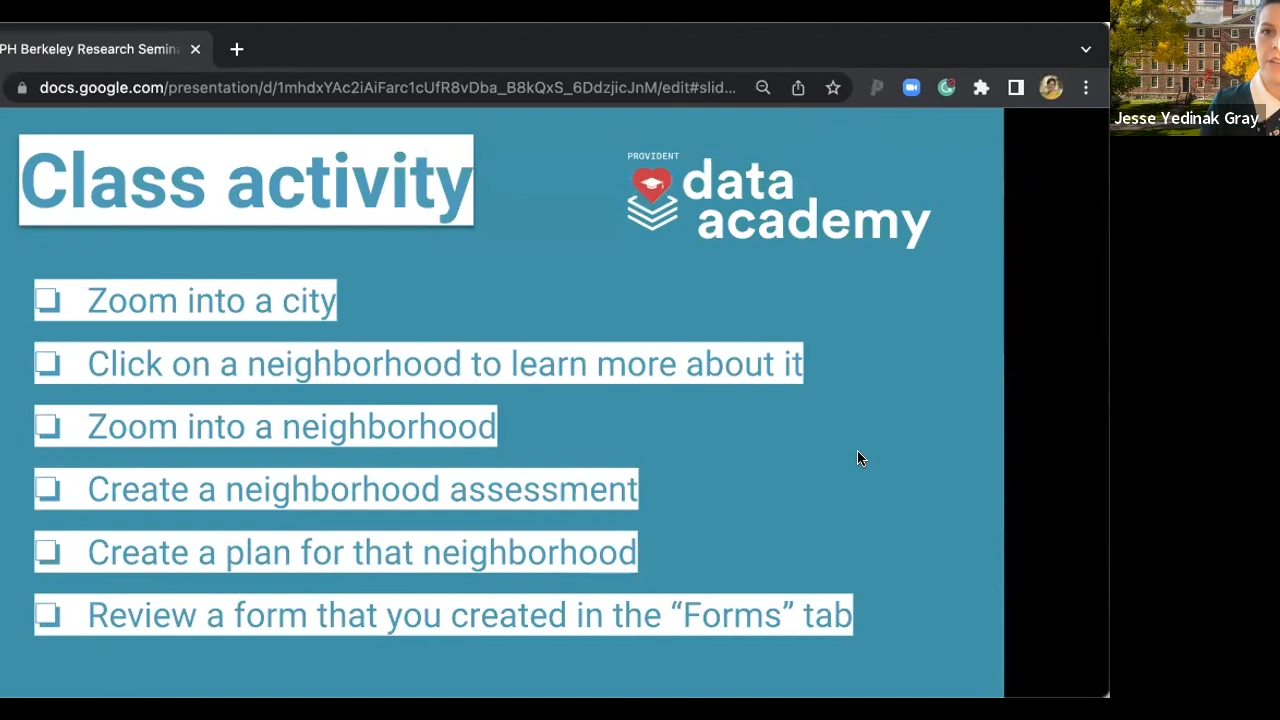 PH Berkeley Research Semina
docs.google.com/presentation/d/1mhdxYAc2iAiFarc1cUfR8vDba_B8kQxS_6DdzjicJnM/edit#slid...
Jesse Yedinak Gray
Class activity
PROVIDENT
data
academy
❏ Zoom into a city
❏ Click on a neighborhood to learn more about it
❏ Zoom into a neighborhood
❏ Create a neighborhood assessment
❏ Create a plan for that neighborhood
❏ Review a form that you created in the “Forms” tab